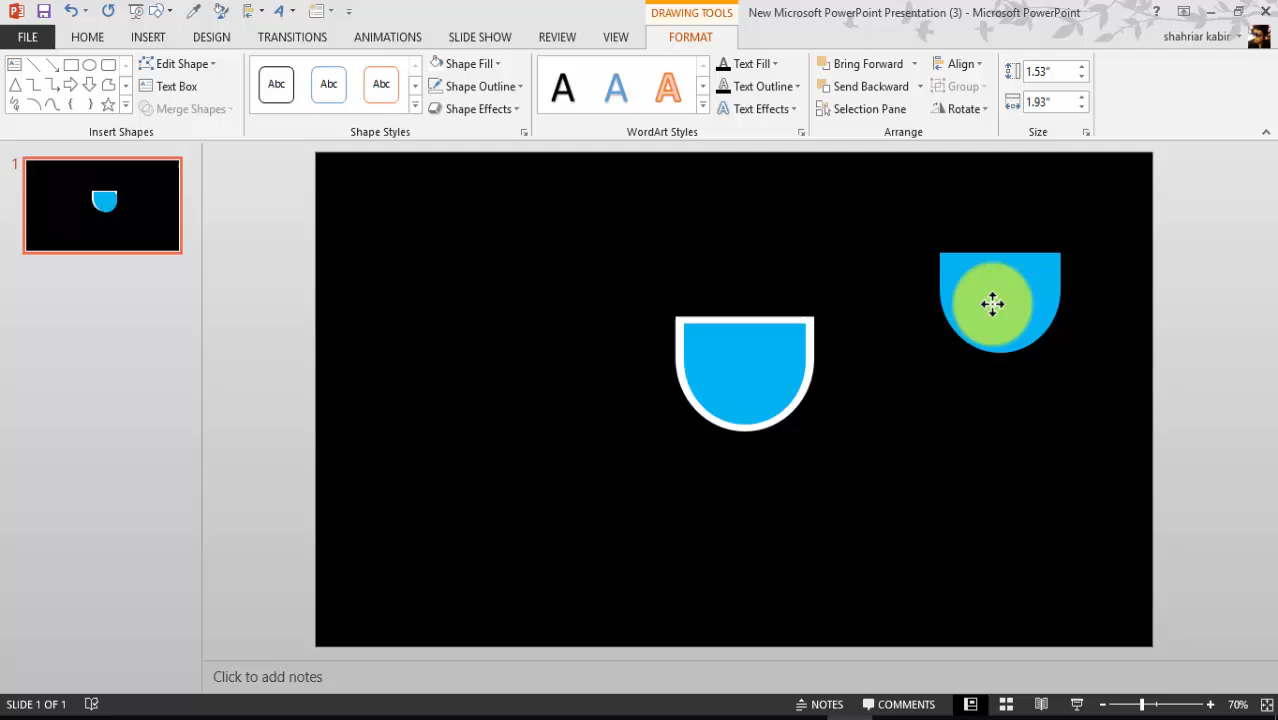 DRAWING TOOLS
New Microsoft PowerPoint Presentation (3) - Microsoft PowerPoint
?
FILE
HOME
INSERT
DESIGN
TRANSITIONS
ANIMATIONS
SLIDE SHOW
REVIEW
VIEW
FORMAT
shahriar kabir
Edit Shape
Text Box
Merge Shapes
Insert Shapes
Abc
Abc
Abc
Shape Fill
Shape Outline
Shape Effects
Shape Styles
A
A
A
Text Fill
Text Outline
Text Effects
WordArt Styles
Bring Forward
Send Backward
Selection Pane
Align
Group
Rotate
Arrange
1.53"
1.93"
Size
1
Click to add notes
SLIDE 1 OF 1
NOTES
COMMENTS
70%